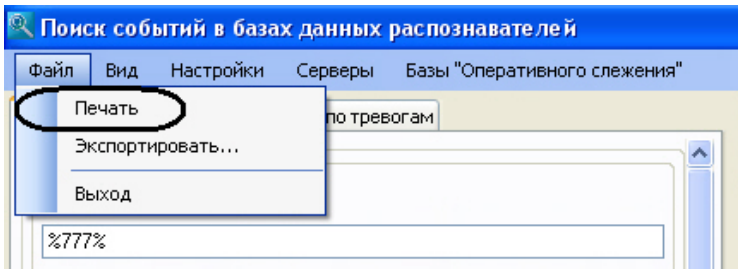 Поиск событий в базах данных распознавателей
Файл Вид Настройки Серверы Базы "Оперативного слежения"
Печать
по тревогам
Экспортировать...
Выход
%777%